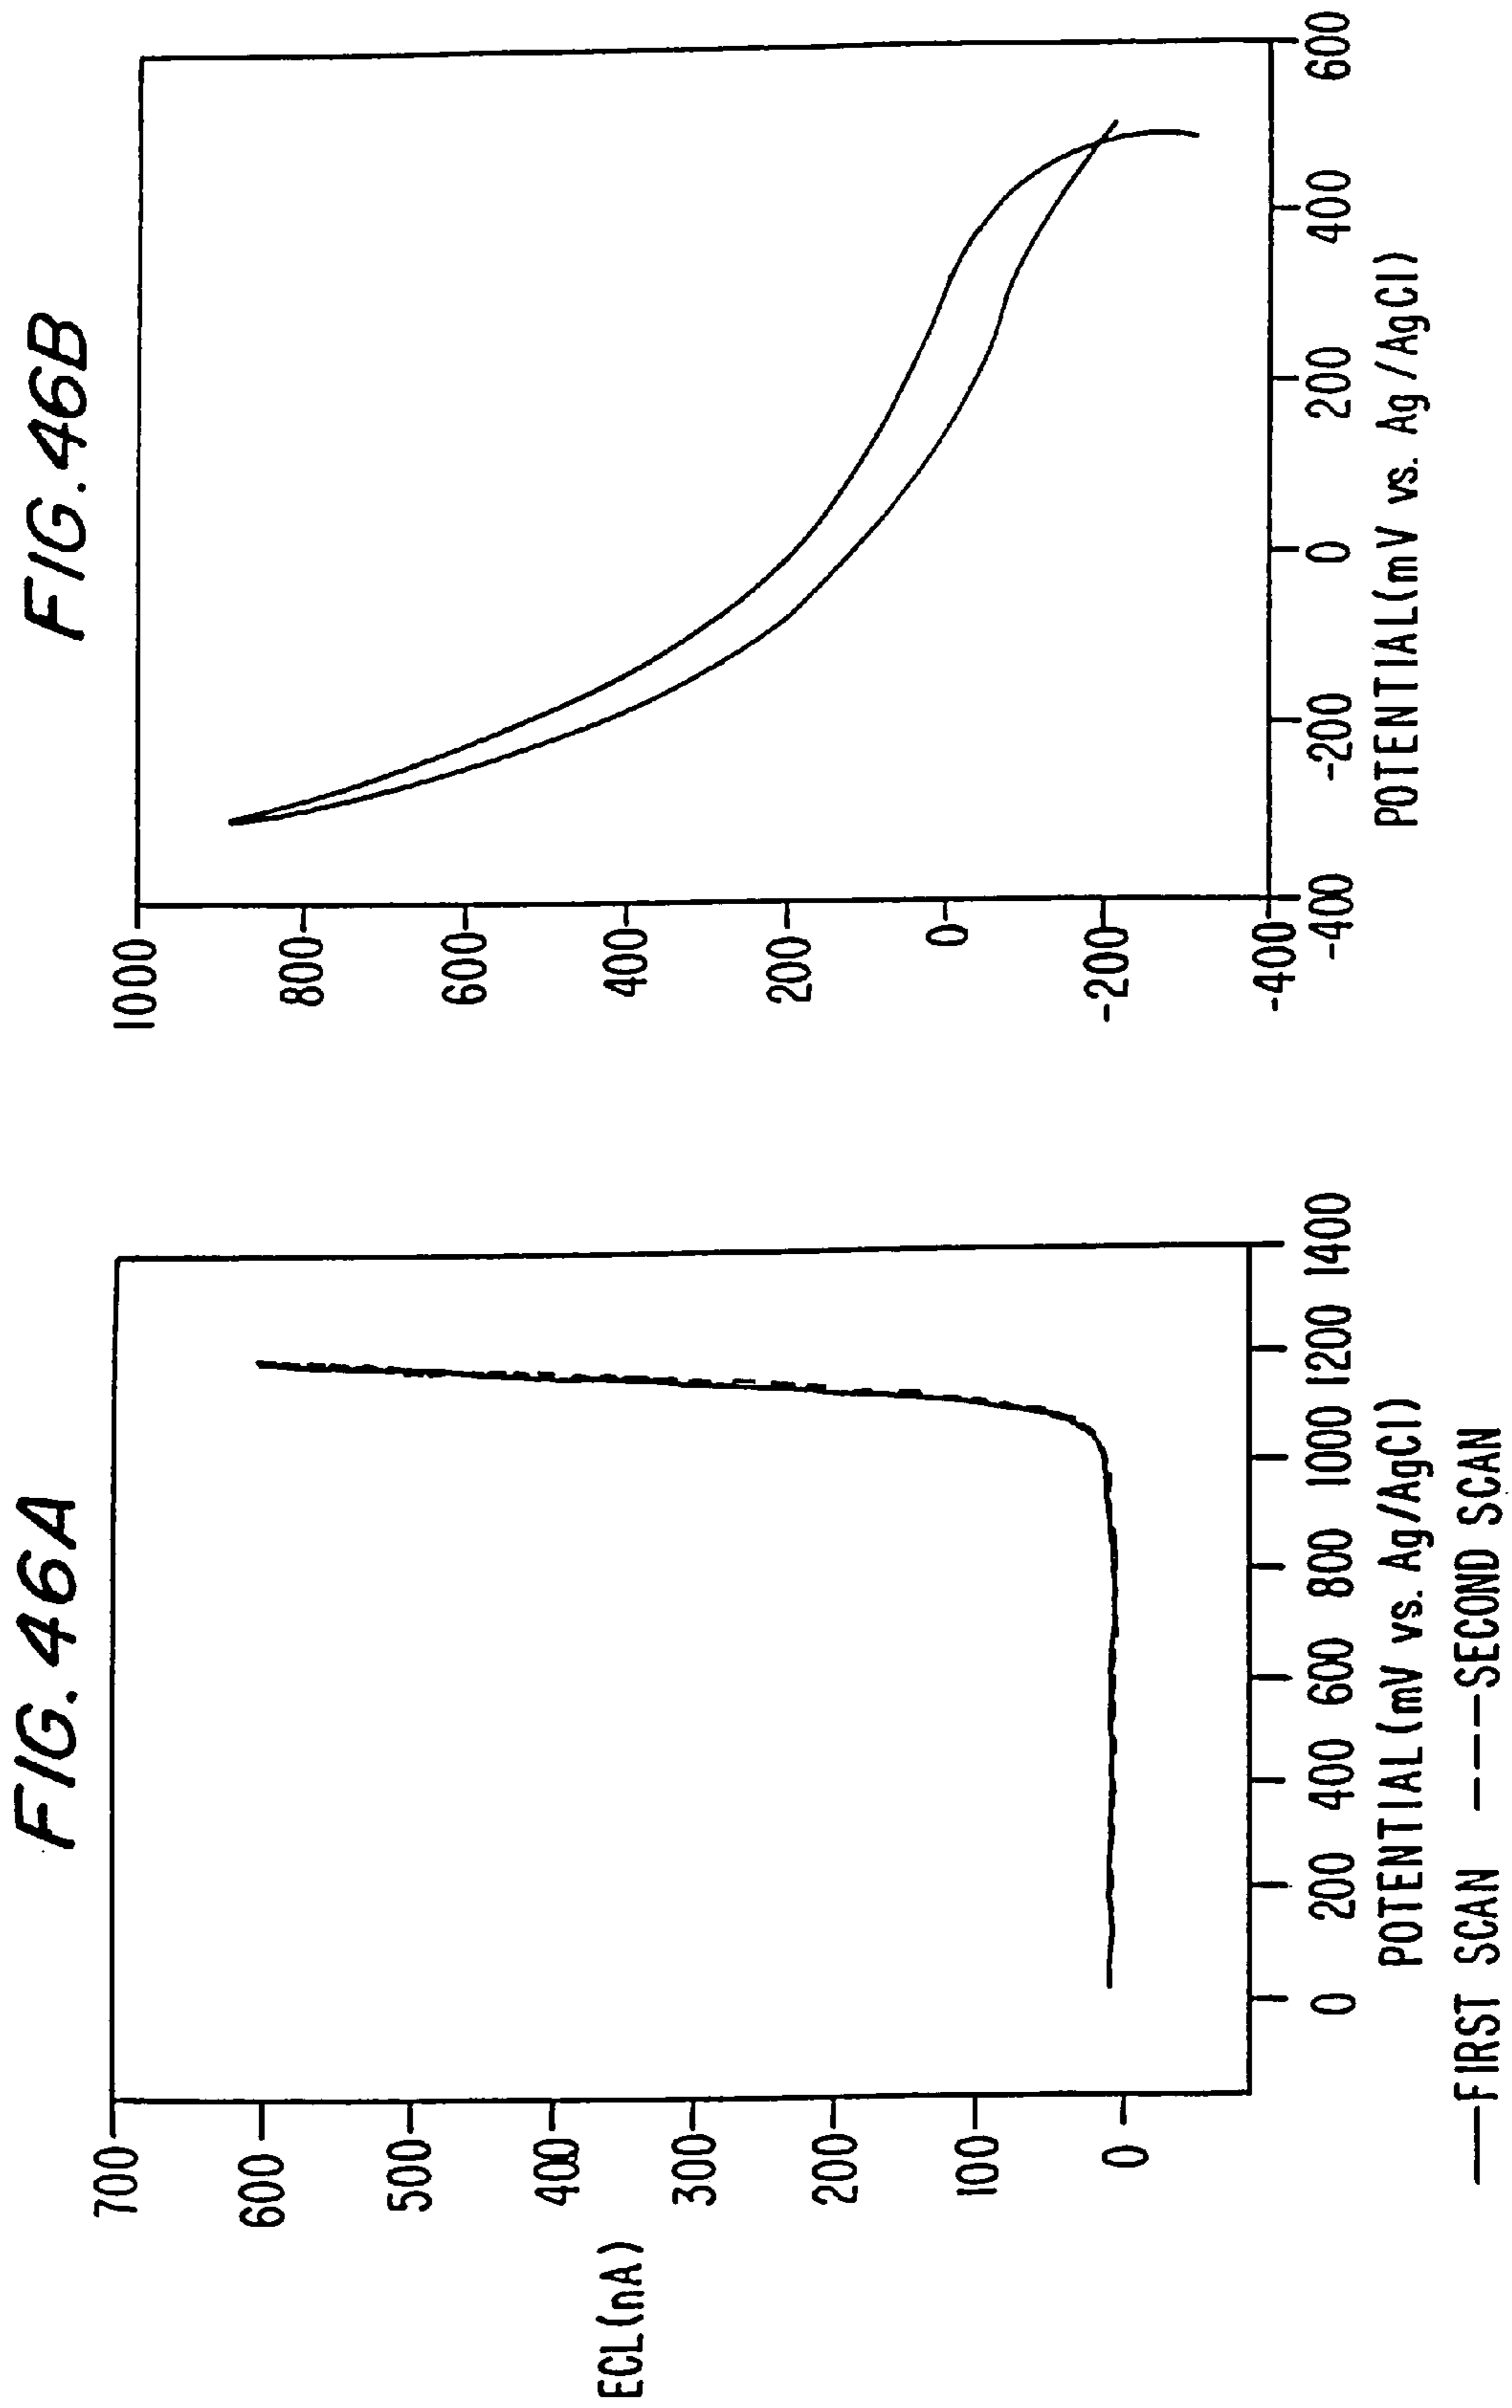 FIG. 46A
700
600
500
400
300
200
100
0
ECL(nA)
0 200 400 600 800 1000 1200 1400
POTENTIAL(mV vs. Ag/AgCl)
—FIRST SCAN ---SECOND SCAN
FIG. 46B
1000
800
600
400
200
0
-200
-400
-400 -200 0 200 400 600
POTENTIAL(mV vs. Ag/AgCl)